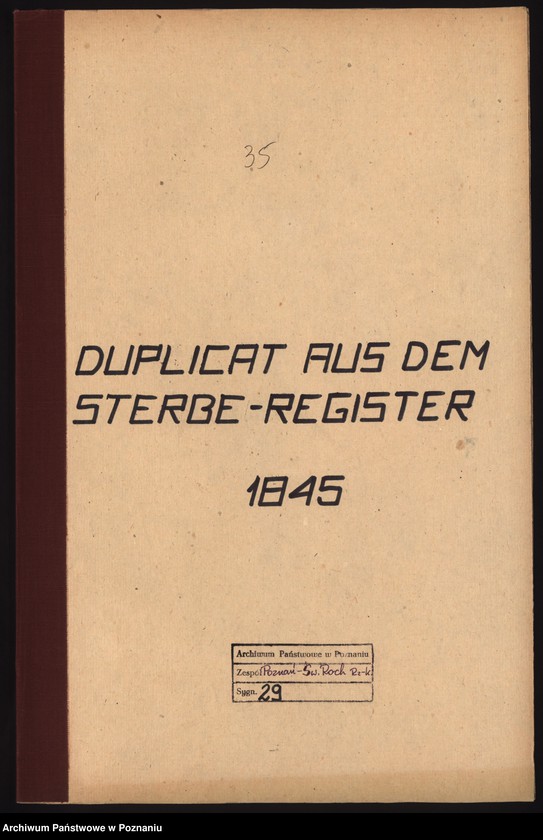 35
DUPLICAT AUS DEM
STERBE-REGISTER
1845
Archiwum Państwowe w Poznaniu
Zespół Poznań-Św. Roch Rz-k
Sygn. 29
Archiwum Państwowe w Poznaniu